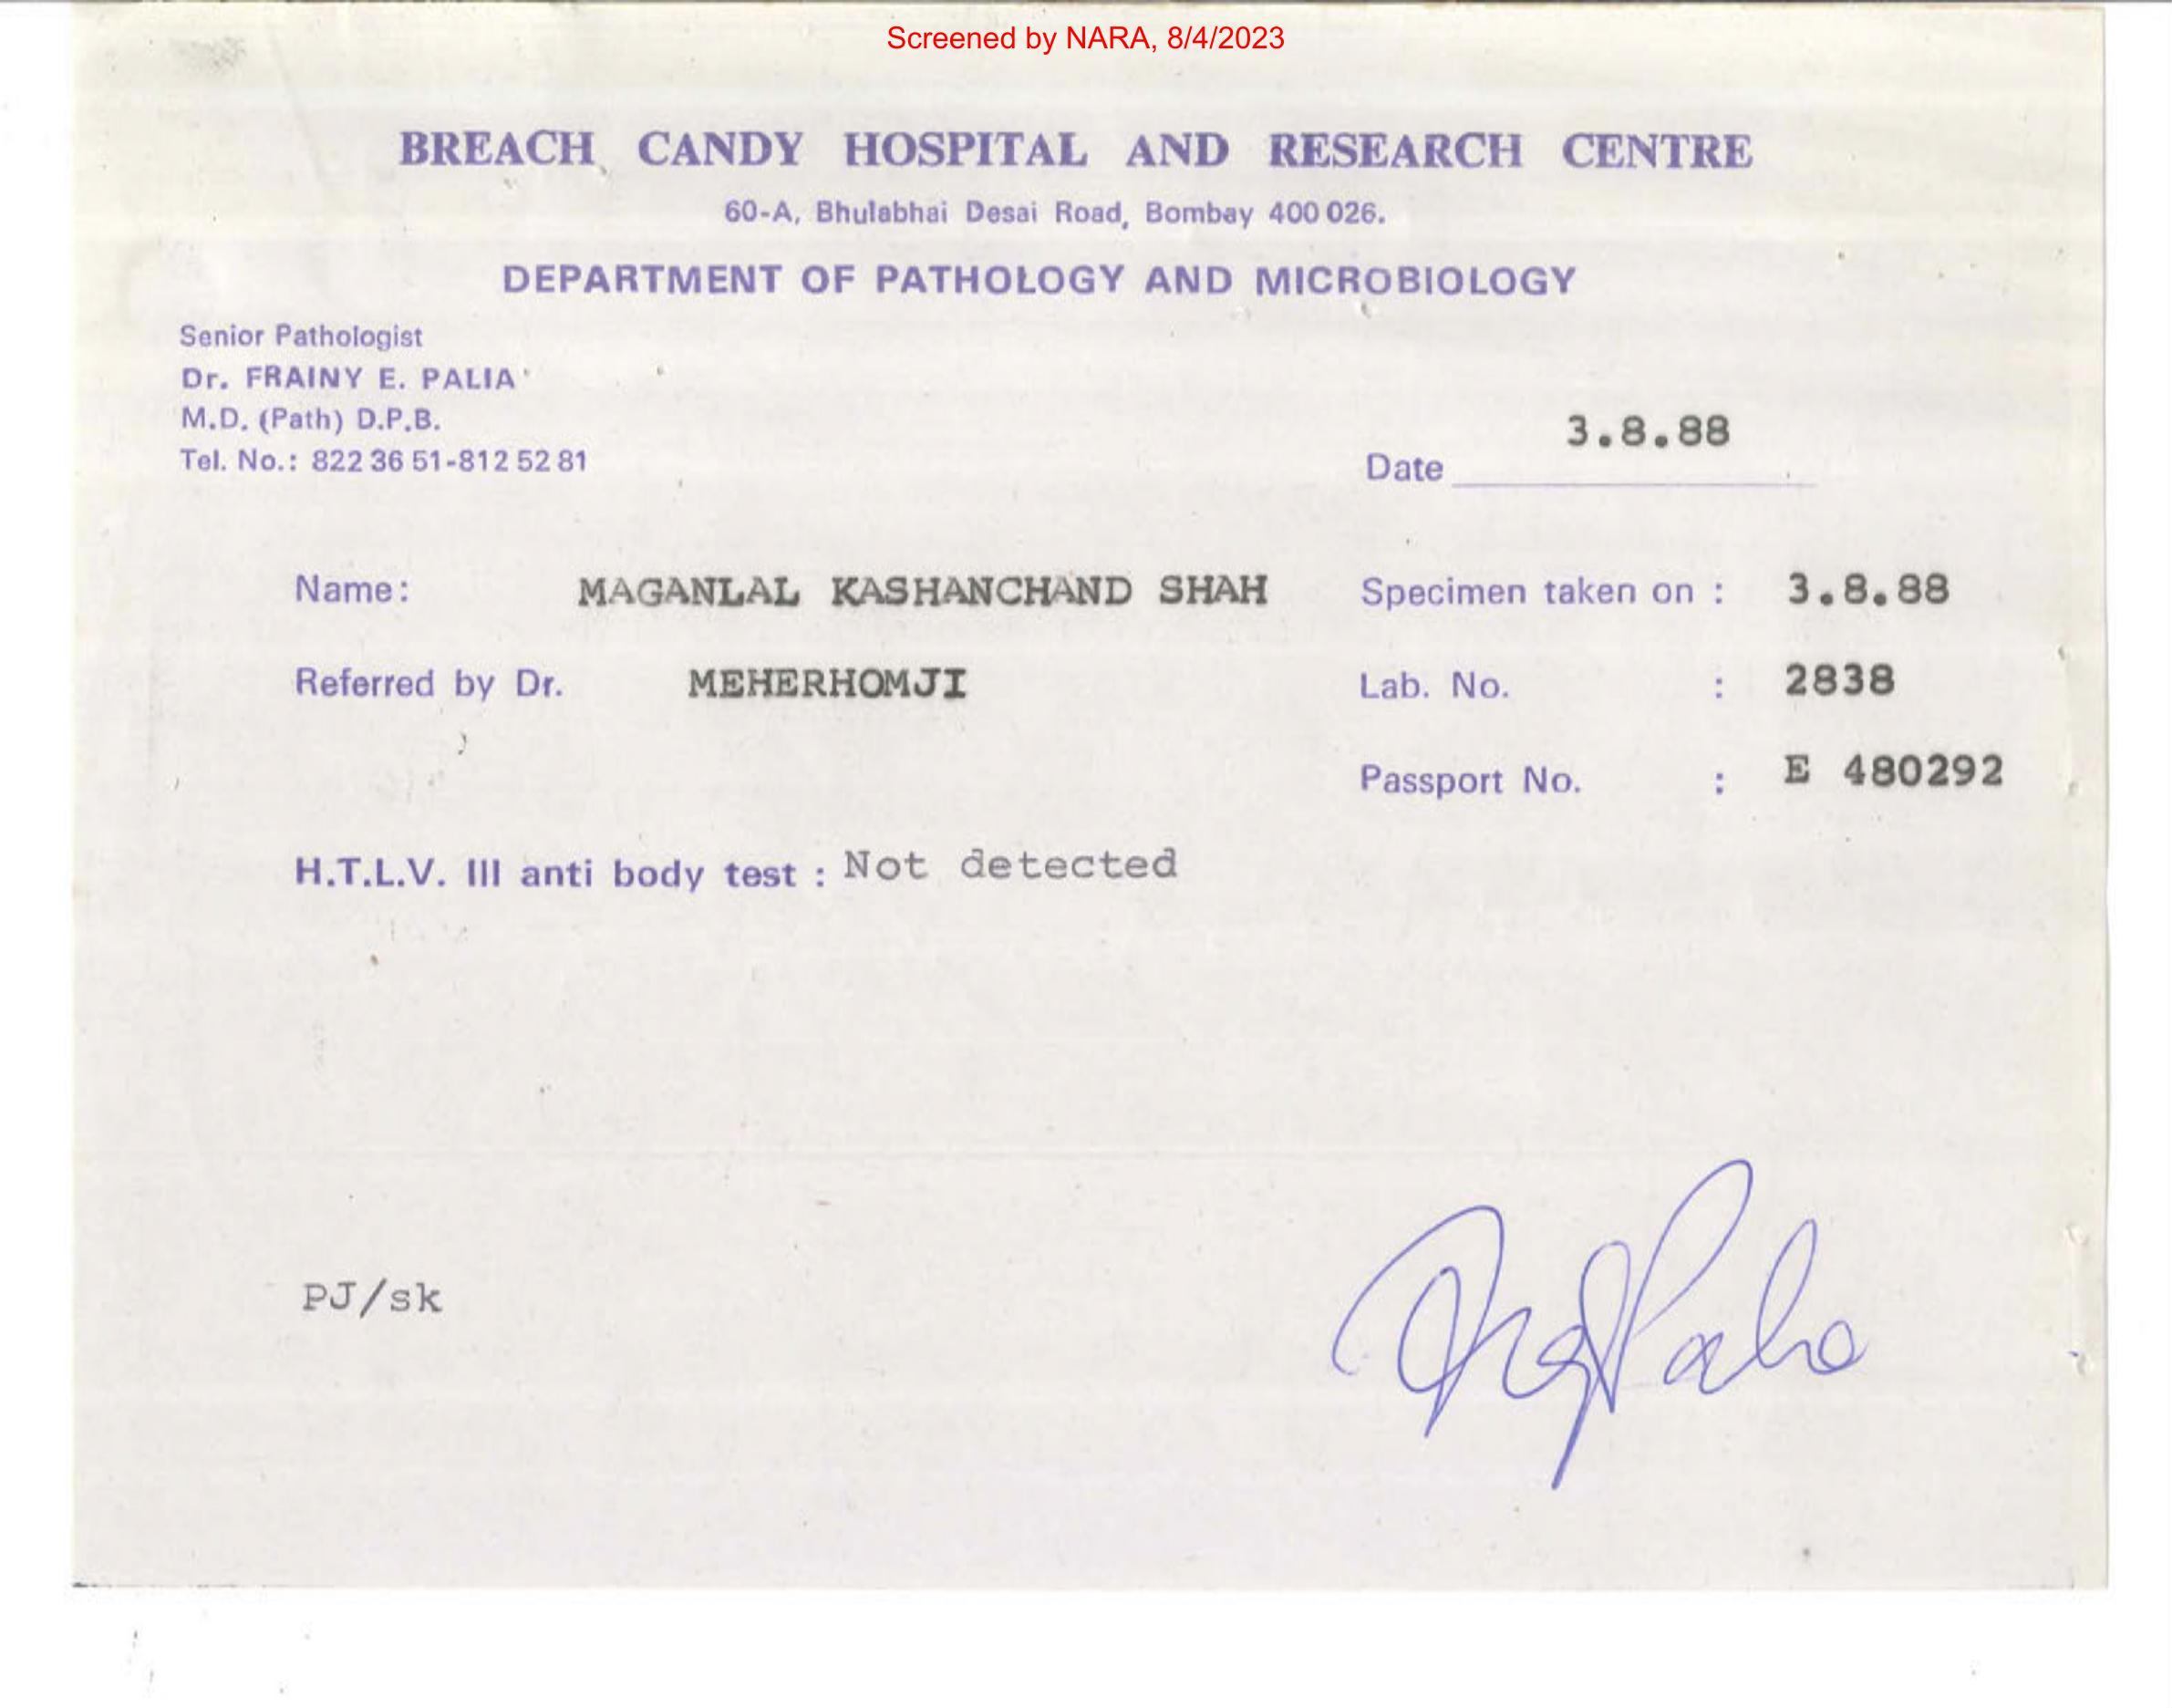 Screened by NARA, 8/4/2023
BREACH CANDY HOSPITAL AND RESEARCH CENTRE
60-A, Bhulabhai Desai Road, Bombay 400 026.
DEPARTMENT OF PATHOLOGY AND MICROBIOLOGY
Senior Pathologist
Dr. FRAINY E. PALIA
M.D. (Path) D.P.B.
Tel. No.: 822 36 51-812 52 81
Date 3.8.88
Name: MAGANLAL KASHANCHAND SHAH Specimen taken on : 3.8.88
Referred by Dr. MEHERHOMJI Lab. No. : 2838
Passport No. : E 480292
H.T.L.V. III anti body test : Not detected
PJ/sk